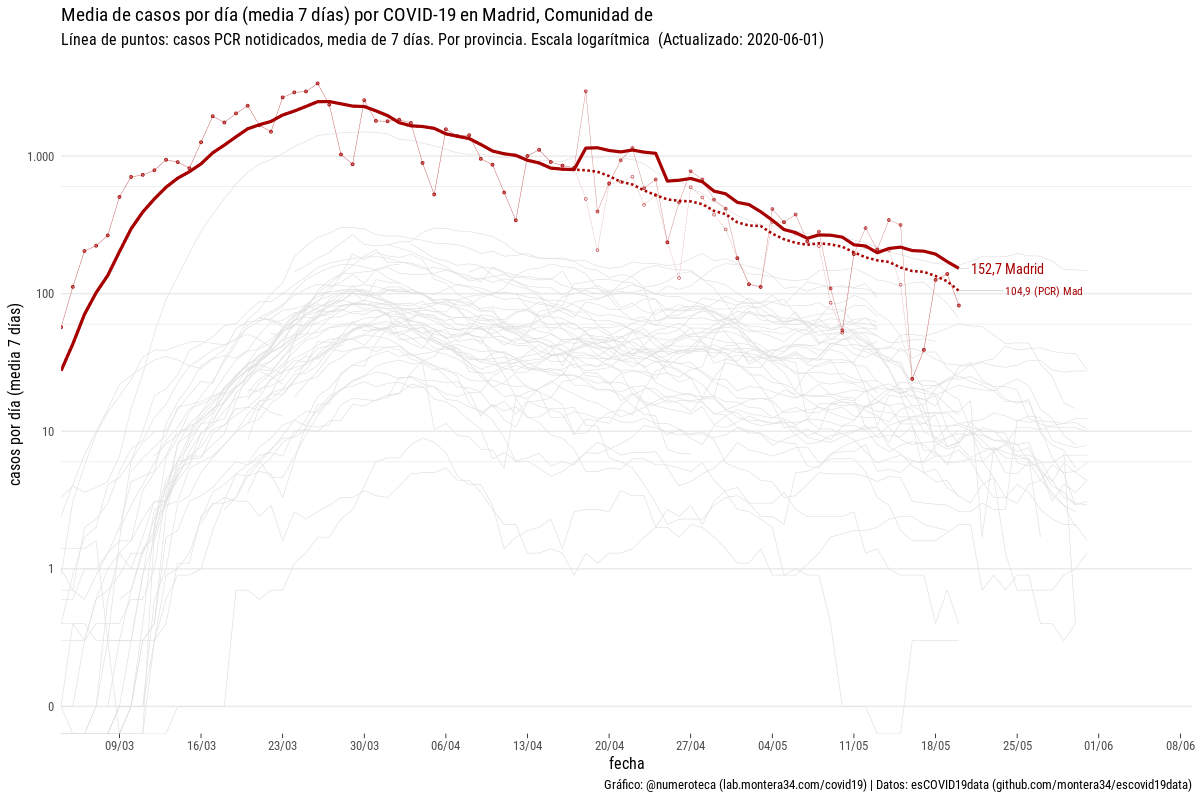 Media de casos por día (media 7 días) por COVID-19 en Madrid, Comunidad de
Línea de puntos: casos PCR notidicados, media de 7 días. Por provincia. Escala logarítmica  (Actualizado: 2020-06-01)
casos por día (media 7 días)
1.000
100
10
1
0
152,7 Madrid
104,9 (PCR) Mad
09/03
16/03
23/03
30/03
06/04
13/04
20/04
27/04
04/05
11/05
18/05
25/05
01/06
08/06
fecha
Gráfico: @numeroteca (lab.montera34.com/covid19) | Datos: esCOVID19data (github.com/montera34/escovid19data)